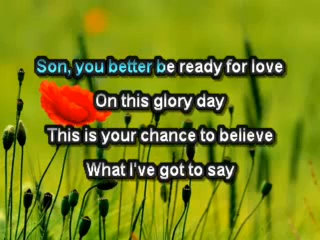 Son, you better be ready for love
On this glory day
This is your chance to believe
What I've got to say